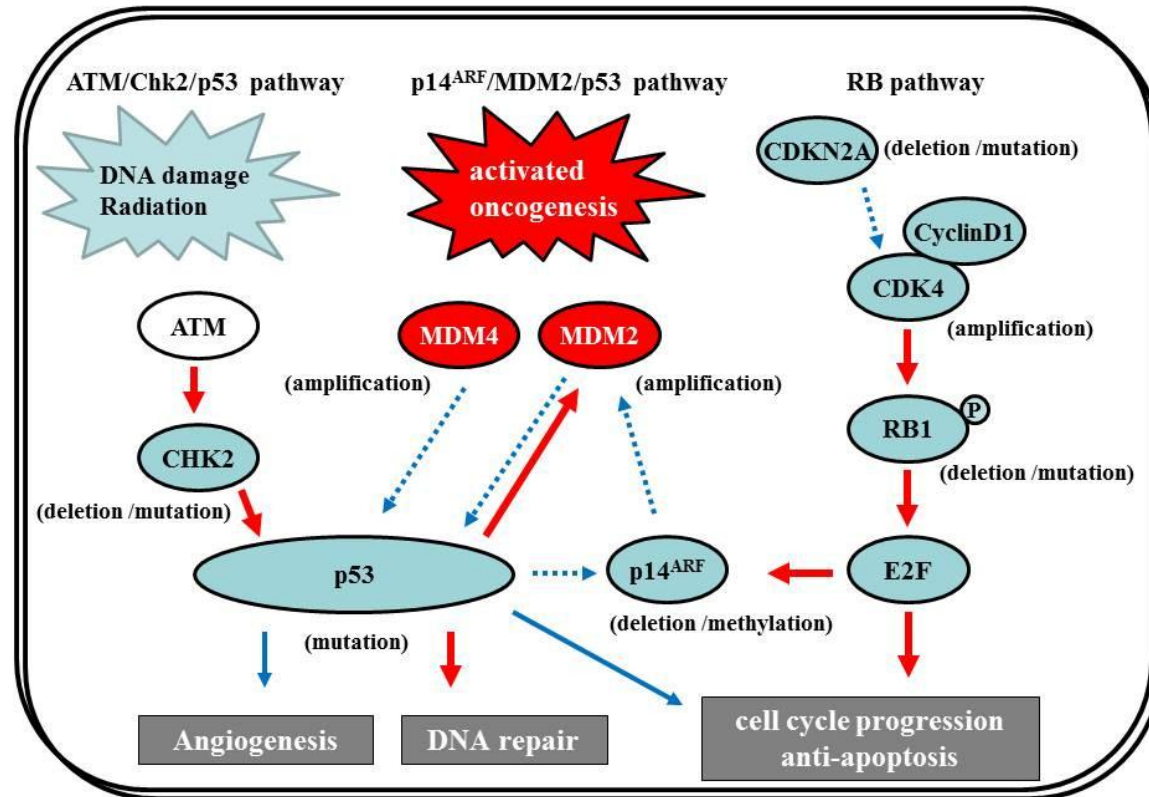 ATM/Chk2/p53 pathway
p14ARF/MDM2/p53 pathway
RB pathway
DNA damage
Radiation
activated
oncogenesis
CDKN2A
(deletion /mutation)
CyclinD1
CDK4
(amplification)
ATM
MDM4
MDM2
(amplification)
(amplification)
CHK2
(deletion /mutation)
RB1
P
(deletion /mutation)
p53
(mutation)
p14ARF
(deletion /methylation)
E2F
Angiogenesis
DNA repair
cell cycle progression
anti-apoptosis